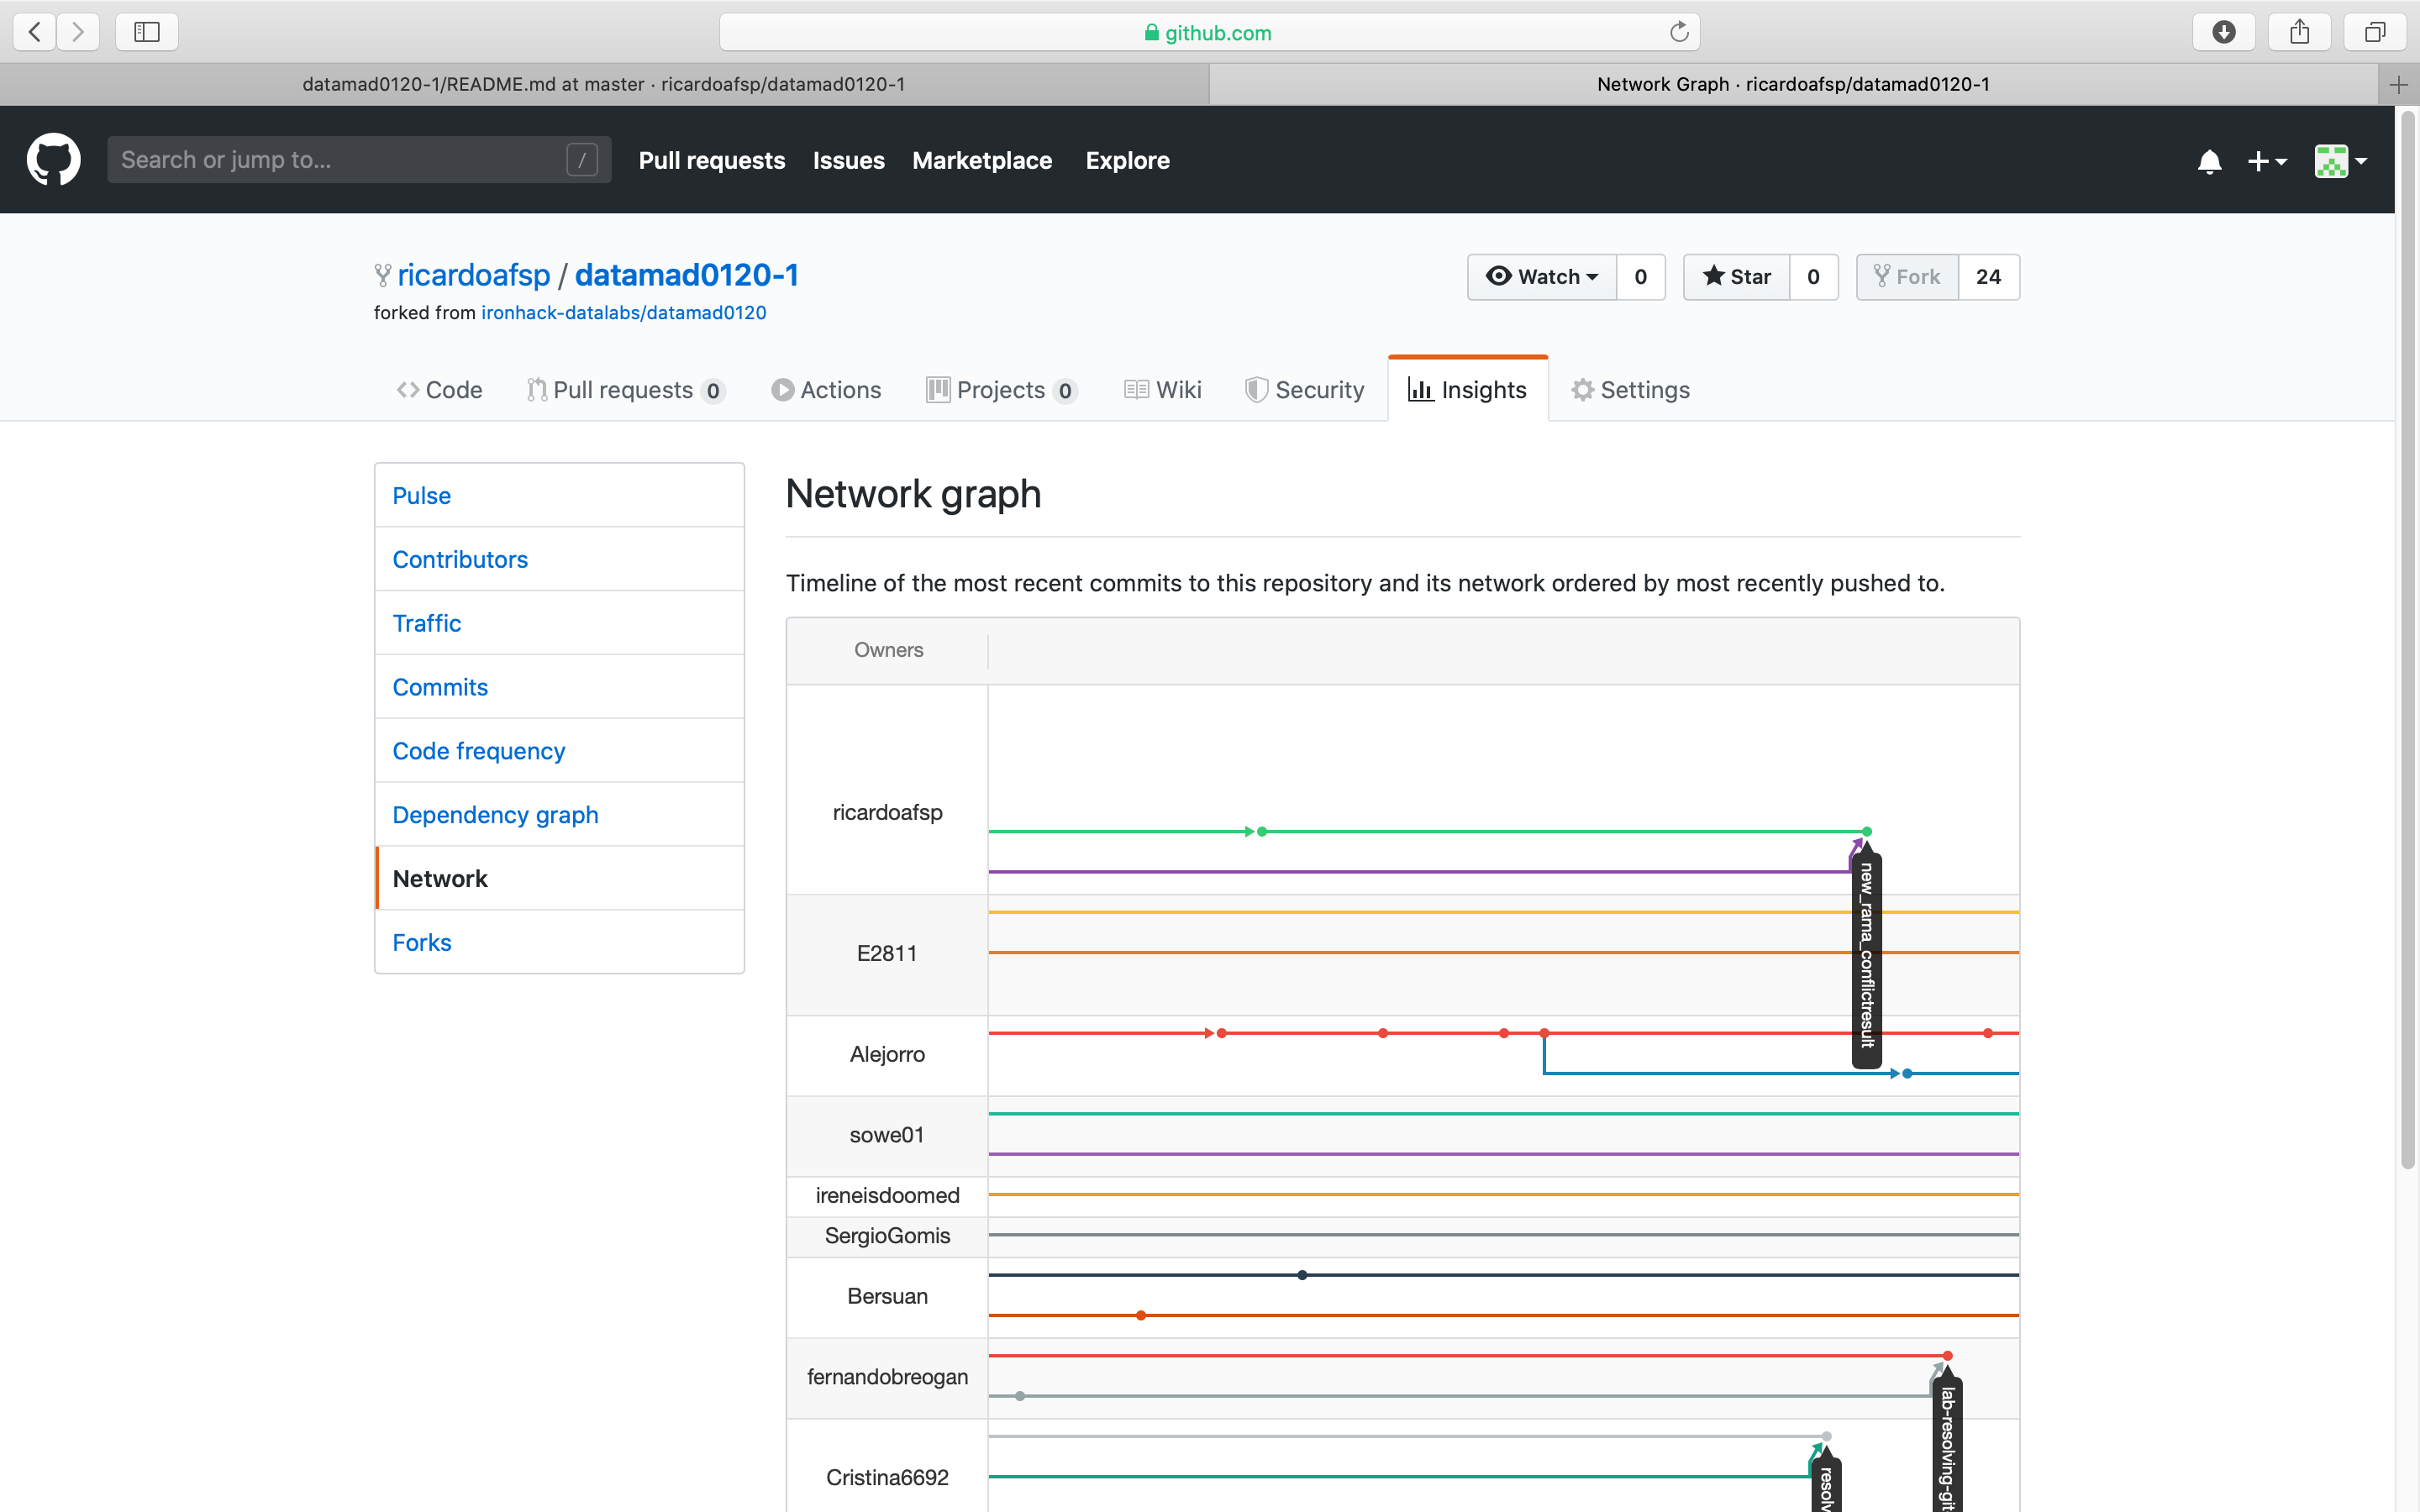 github.com
datamad0120-1/README.md at master · ricardoafsp/datamad0120-1
Network Graph · ricardoafsp/datamad0120-1
Search or jump to... /
Pull requests Issues Marketplace Explore
ricardoafsp / datamad0120-1
forked from ironhack-datalabs/datamad0120
Watch 0 Star 0 Fork 24
Code Pull requests 0 Actions Projects 0 Wiki Security Insights Settings
Pulse
Contributors
Traffic
Commits
Code frequency
Dependency graph
Network
Forks
Network graph
Timeline of the most recent commits to this repository and its network ordered by most recently pushed to.
Owners
ricardoafsp
new_rama_conflictresult
E2811
Alejorro
sowe01
ireneisdoomed
SergioGomis
Bersuan
fernandobreogan
lab-resolving-git
Cristina6692
resolv